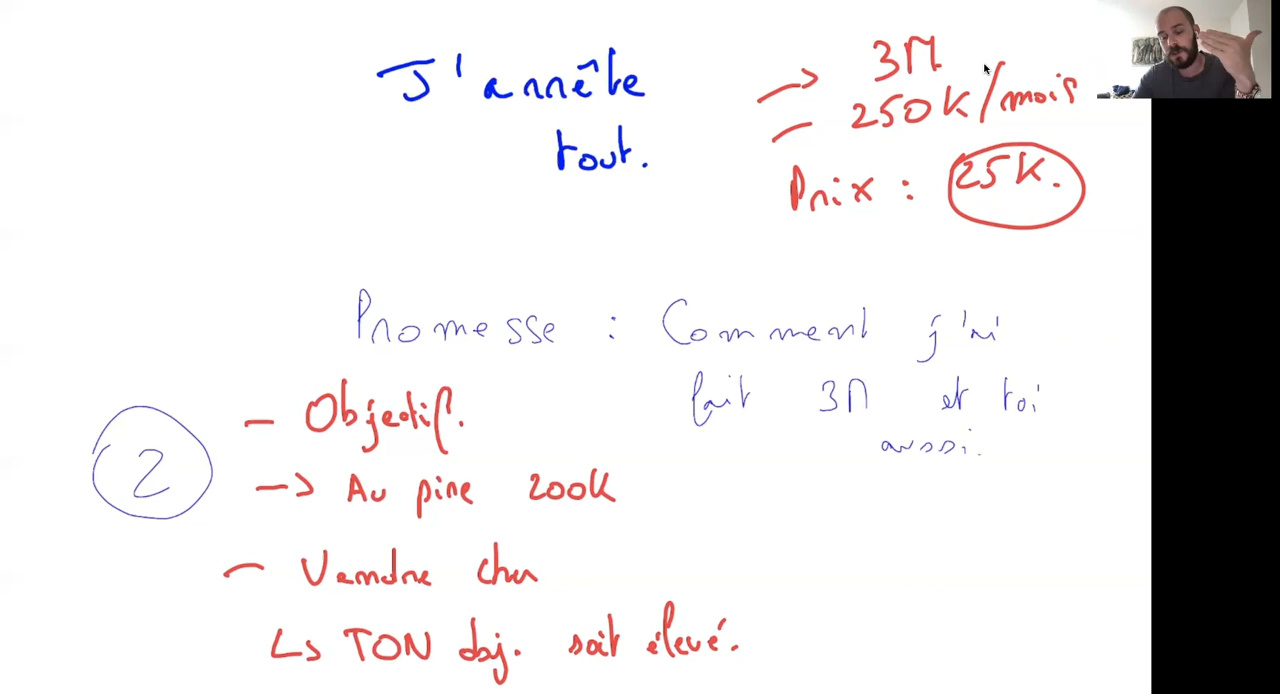 J'arrête
tout.
→ 3M
– 250K/mois
Prix : 25K.
Promesse : Comment j'ai
fait 3M et toi
aussi.
2
- Objectif.
-> Au pire 200K
- Vendre cher
↳ TON obj. soit élevé.